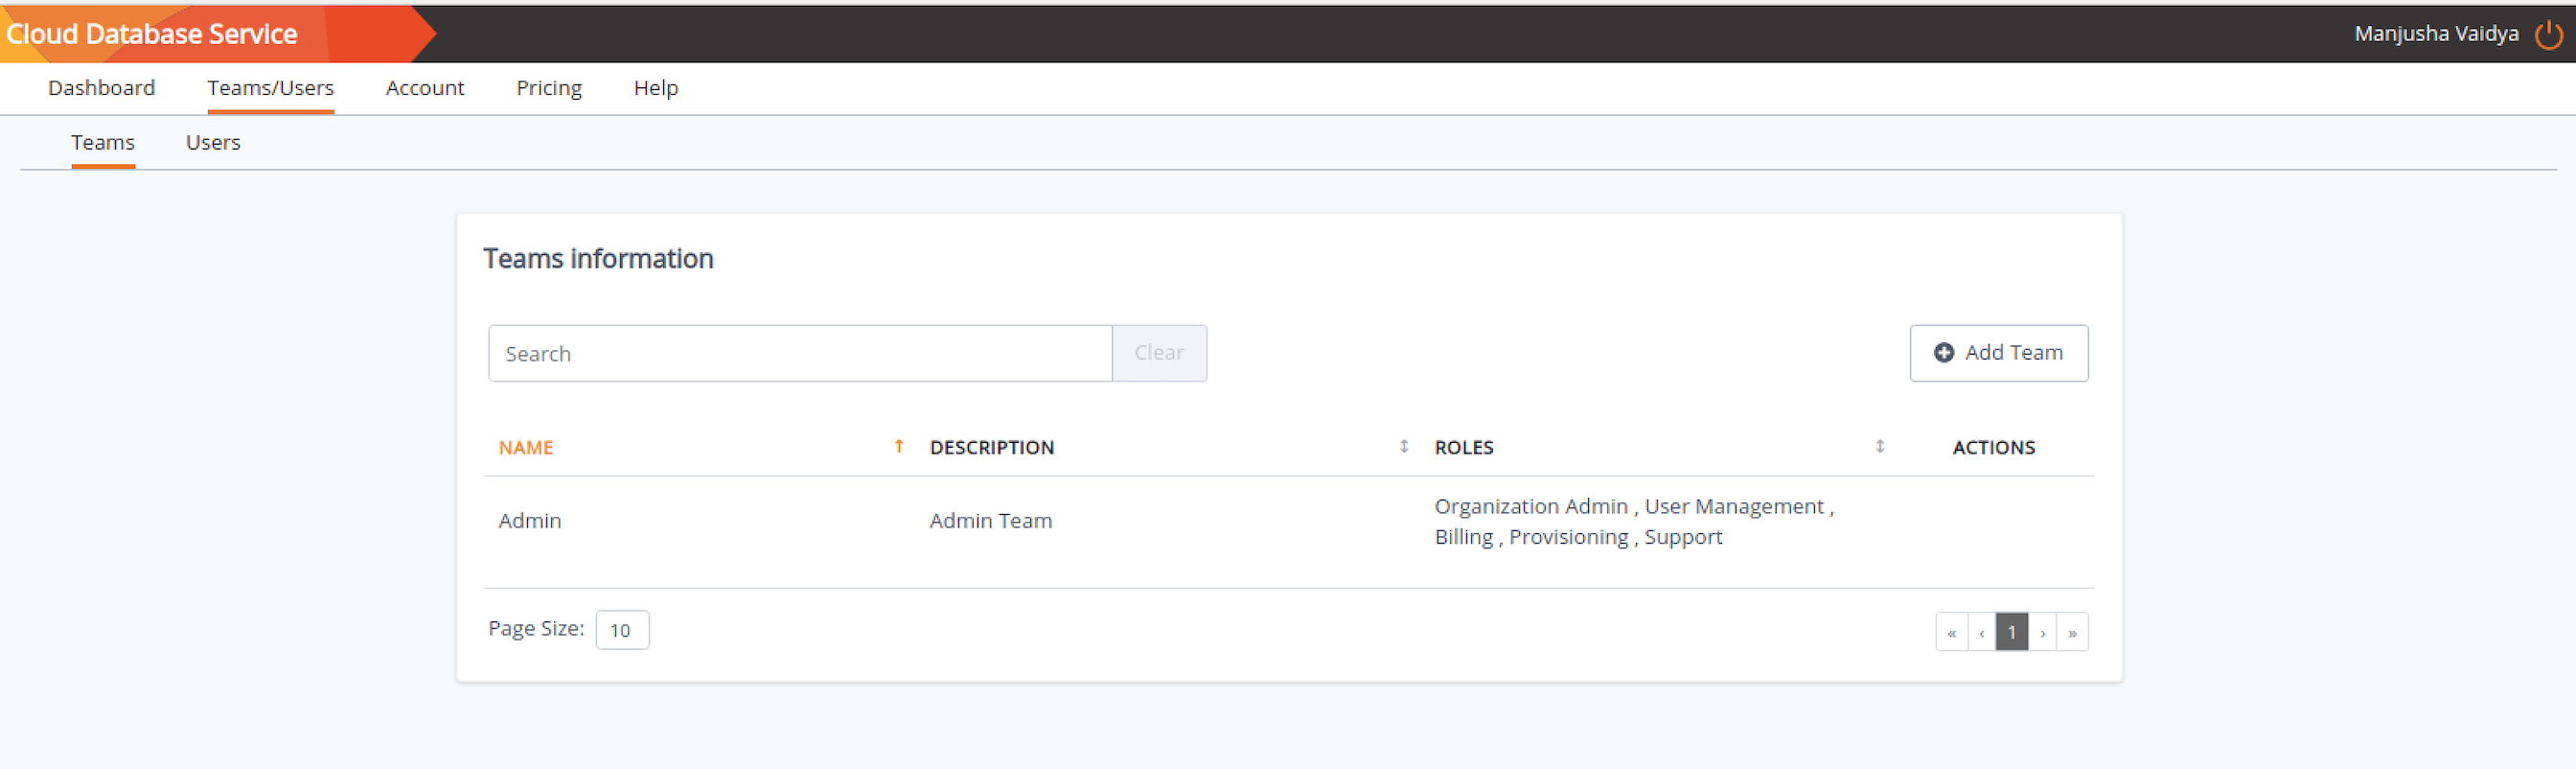 Cloud Database Service
Manjusha Vaidya
Dashboard Teams/Users Account Pricing Help
Teams Users
Teams information
Search Clear Add Team
NAME ↑ DESCRIPTION ↕ ROLES ↕ ACTIONS
Admin Admin Team Organization Admin , User Management ,
Billing , Provisioning , Support
Page Size: 10 « ‹ 1 › »